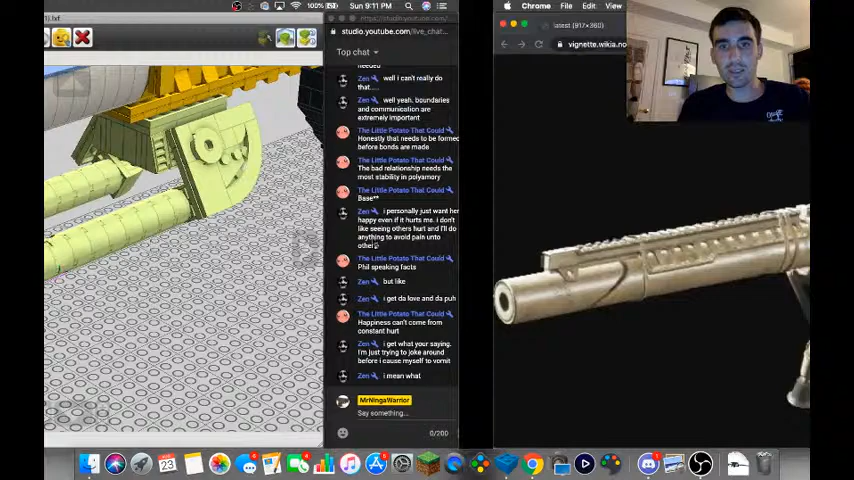 ).txt
100%
Sun 9:11 PM
Chrome
File
Edit
View
studio.youtube.com/live_chat...
latest (917×360)
vignette.wikia.no
Top chat
needed
Zen well i can't really do
that.....
Zen well yeah. boundaries
and communication are
extremely important
The Little Potato That Could
Honestly that needs to be formed
before bonds are made
The Little Potato That Could
The bad relationship needs the
most stability in polyamory
The Little Potato That Could
Base**
Zen i personally just want her
happy even if it hurts me. i don't
like seeing others hurt and i'll do
anything to avoid pain unto
The Little Potato That Could
Phil speaking facts
Zen but like
Zen i get da love and da puh
The Little Potato That Could
Happiness can't come from
constant hurt
Zen i get what your saying.
I'm just trying to joke around
before i cause myself to vomit
Zen i mean what
MrNingaWarrior
Say something...
0/200